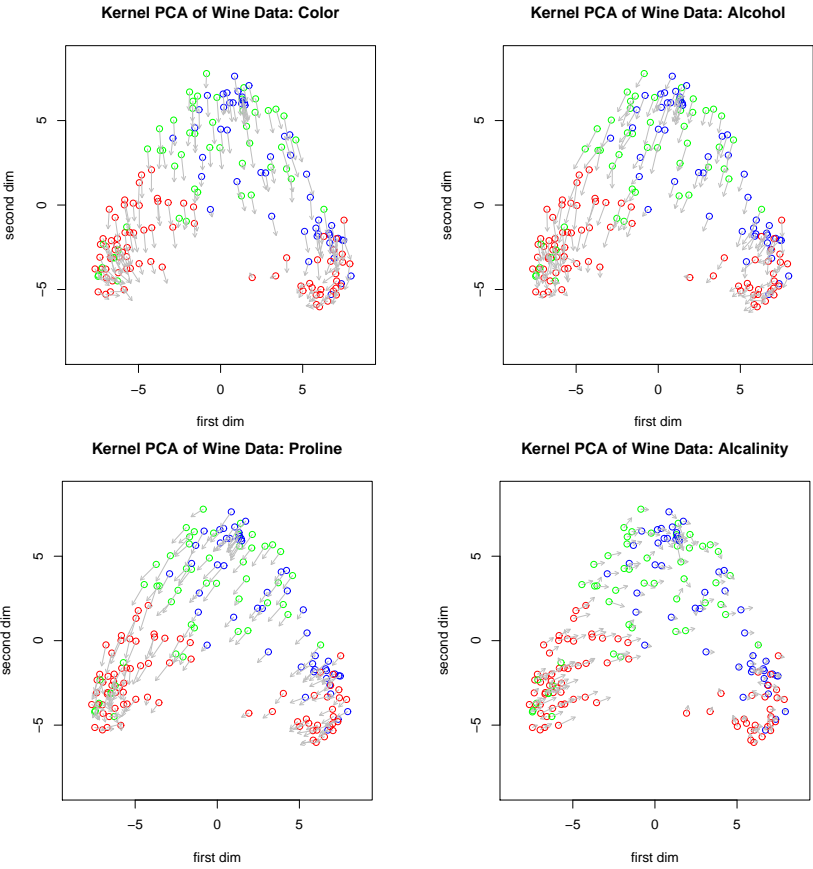 Kernel PCA of Wine Data: Color
5
0
−5
second dim
−5 0 5
first dim
Kernel PCA of Wine Data: Alcohol
5
0
−5
second dim
−5 0 5
first dim
Kernel PCA of Wine Data: Proline
5
0
−5
second dim
−5 0 5
first dim
Kernel PCA of Wine Data: Alcalinity
5
0
−5
second dim
−5 0 5
first dim